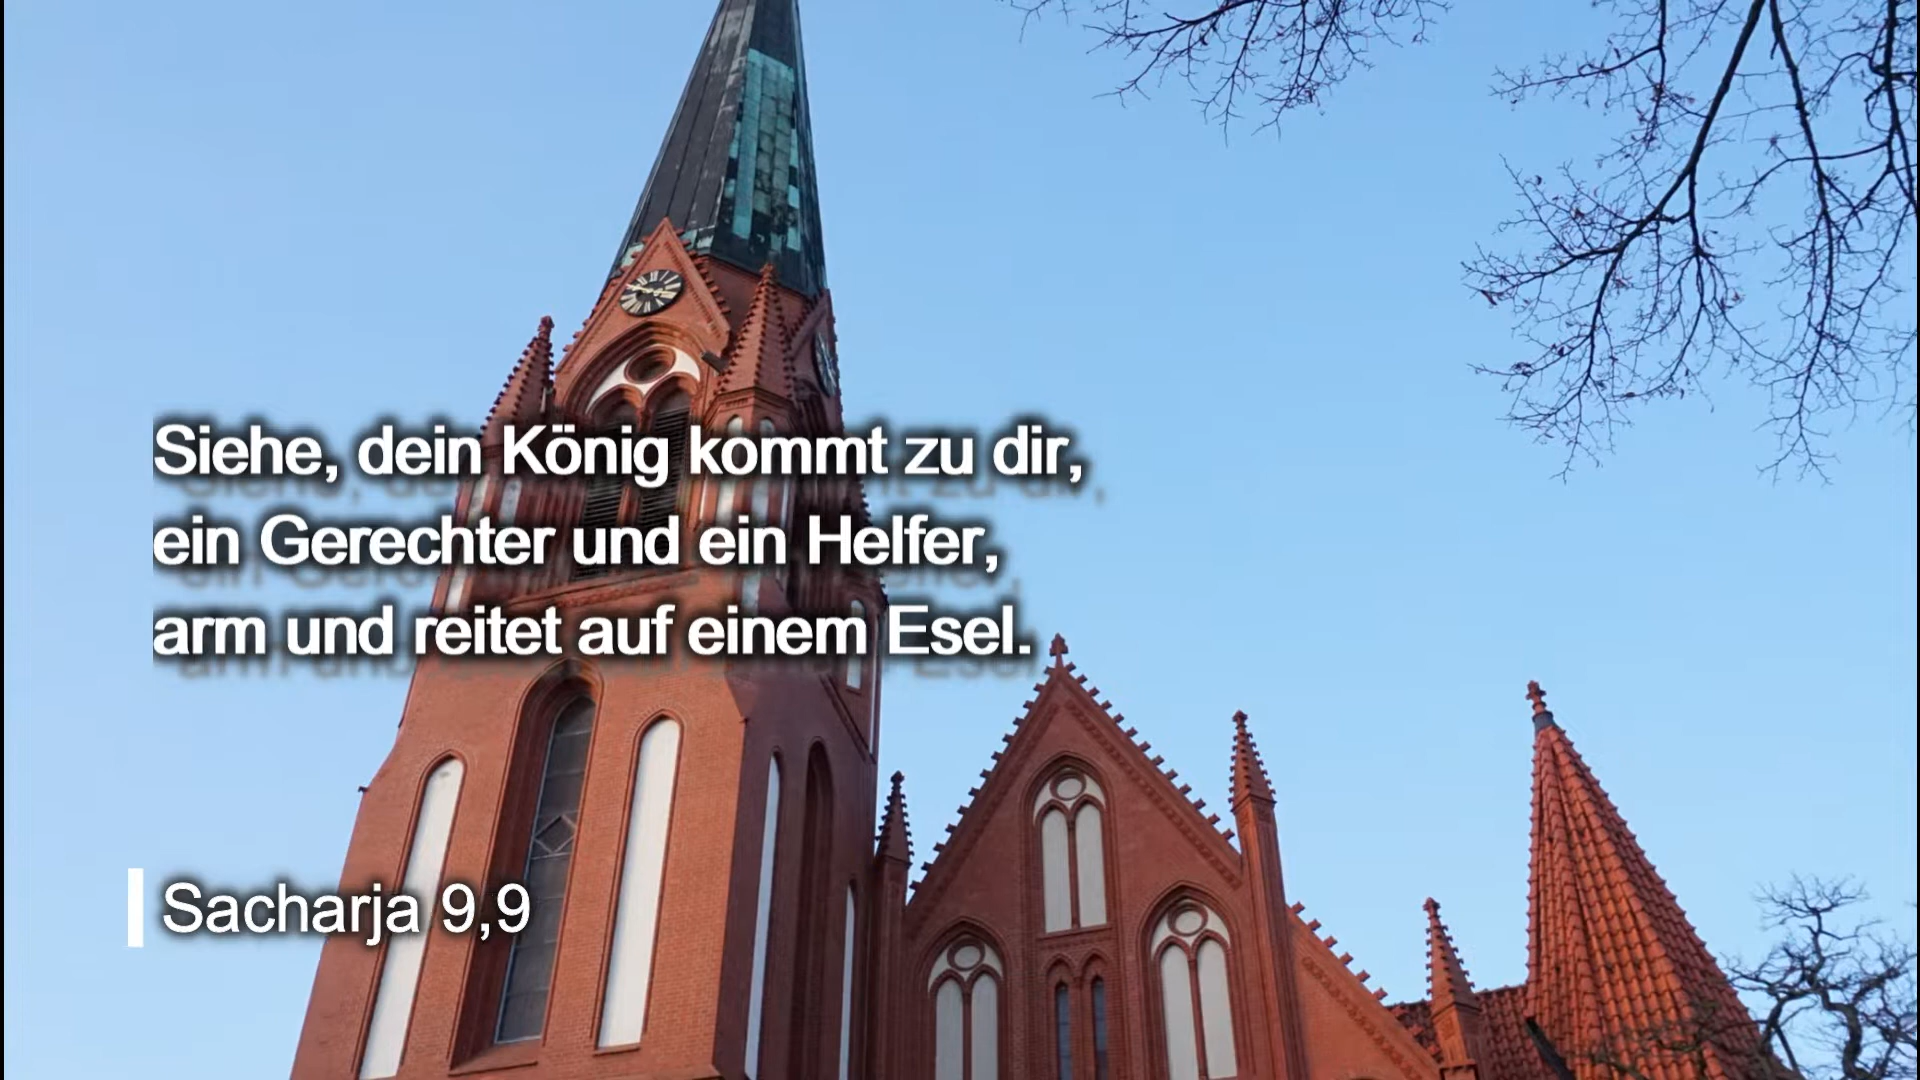 Siehe, dein König kommt zu dir,
ein Gerechter und ein Helfer,
arm und reitet auf einem Esel.
Sacharja 9,9